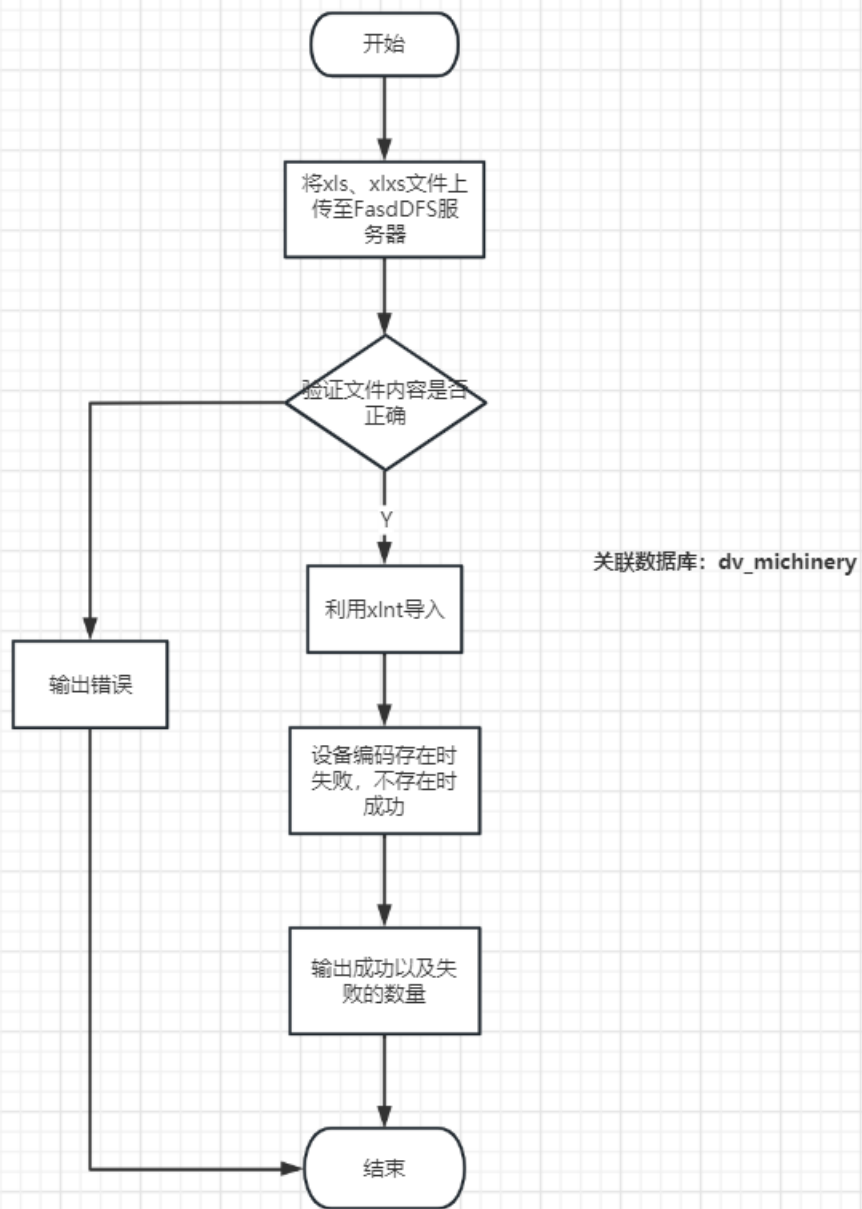 开始
将xls、xlxs文件上
传至FasdDFS服
务器
验证文件内容是否
正确
Y
关联数据库：dv_michinery
利用xlnt导入
输出错误
设备编码存在时
失败，不存在时
成功
输出成功以及失
败的数量
结束